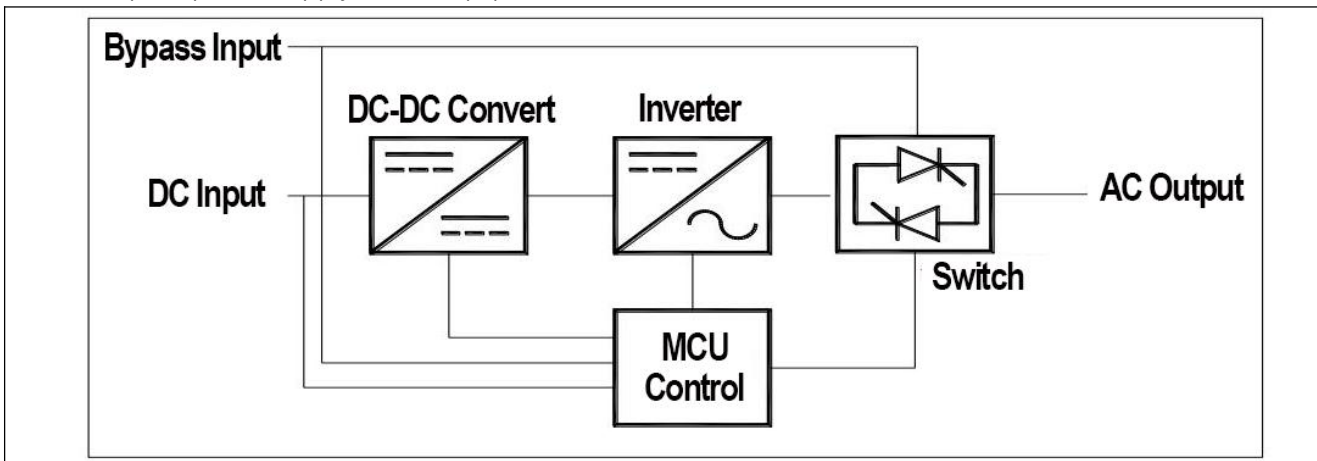 Bypass Input
DC-DC Convert
Inverter
DC Input
AC Output
Switch
MCU
Control